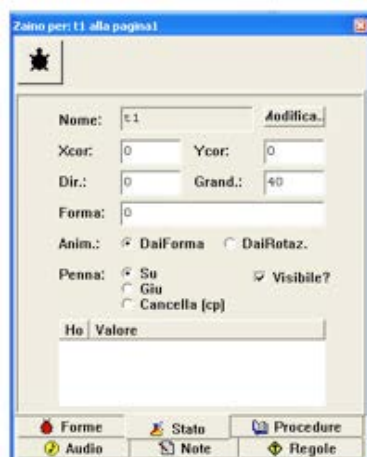 Zaino per: t1 alla pagina1
Nome: t1 Modifica..
Xcor: 0 Ycor: 0
Dir.: 0 Grand.: 40
Forma: 0
Anim.: DaiForma DaiRotaz.
Penna: Su Visibile?
Giu
Cancella (cp)
Ho Valore
Forme Stato Procedure
Audio Note Regole